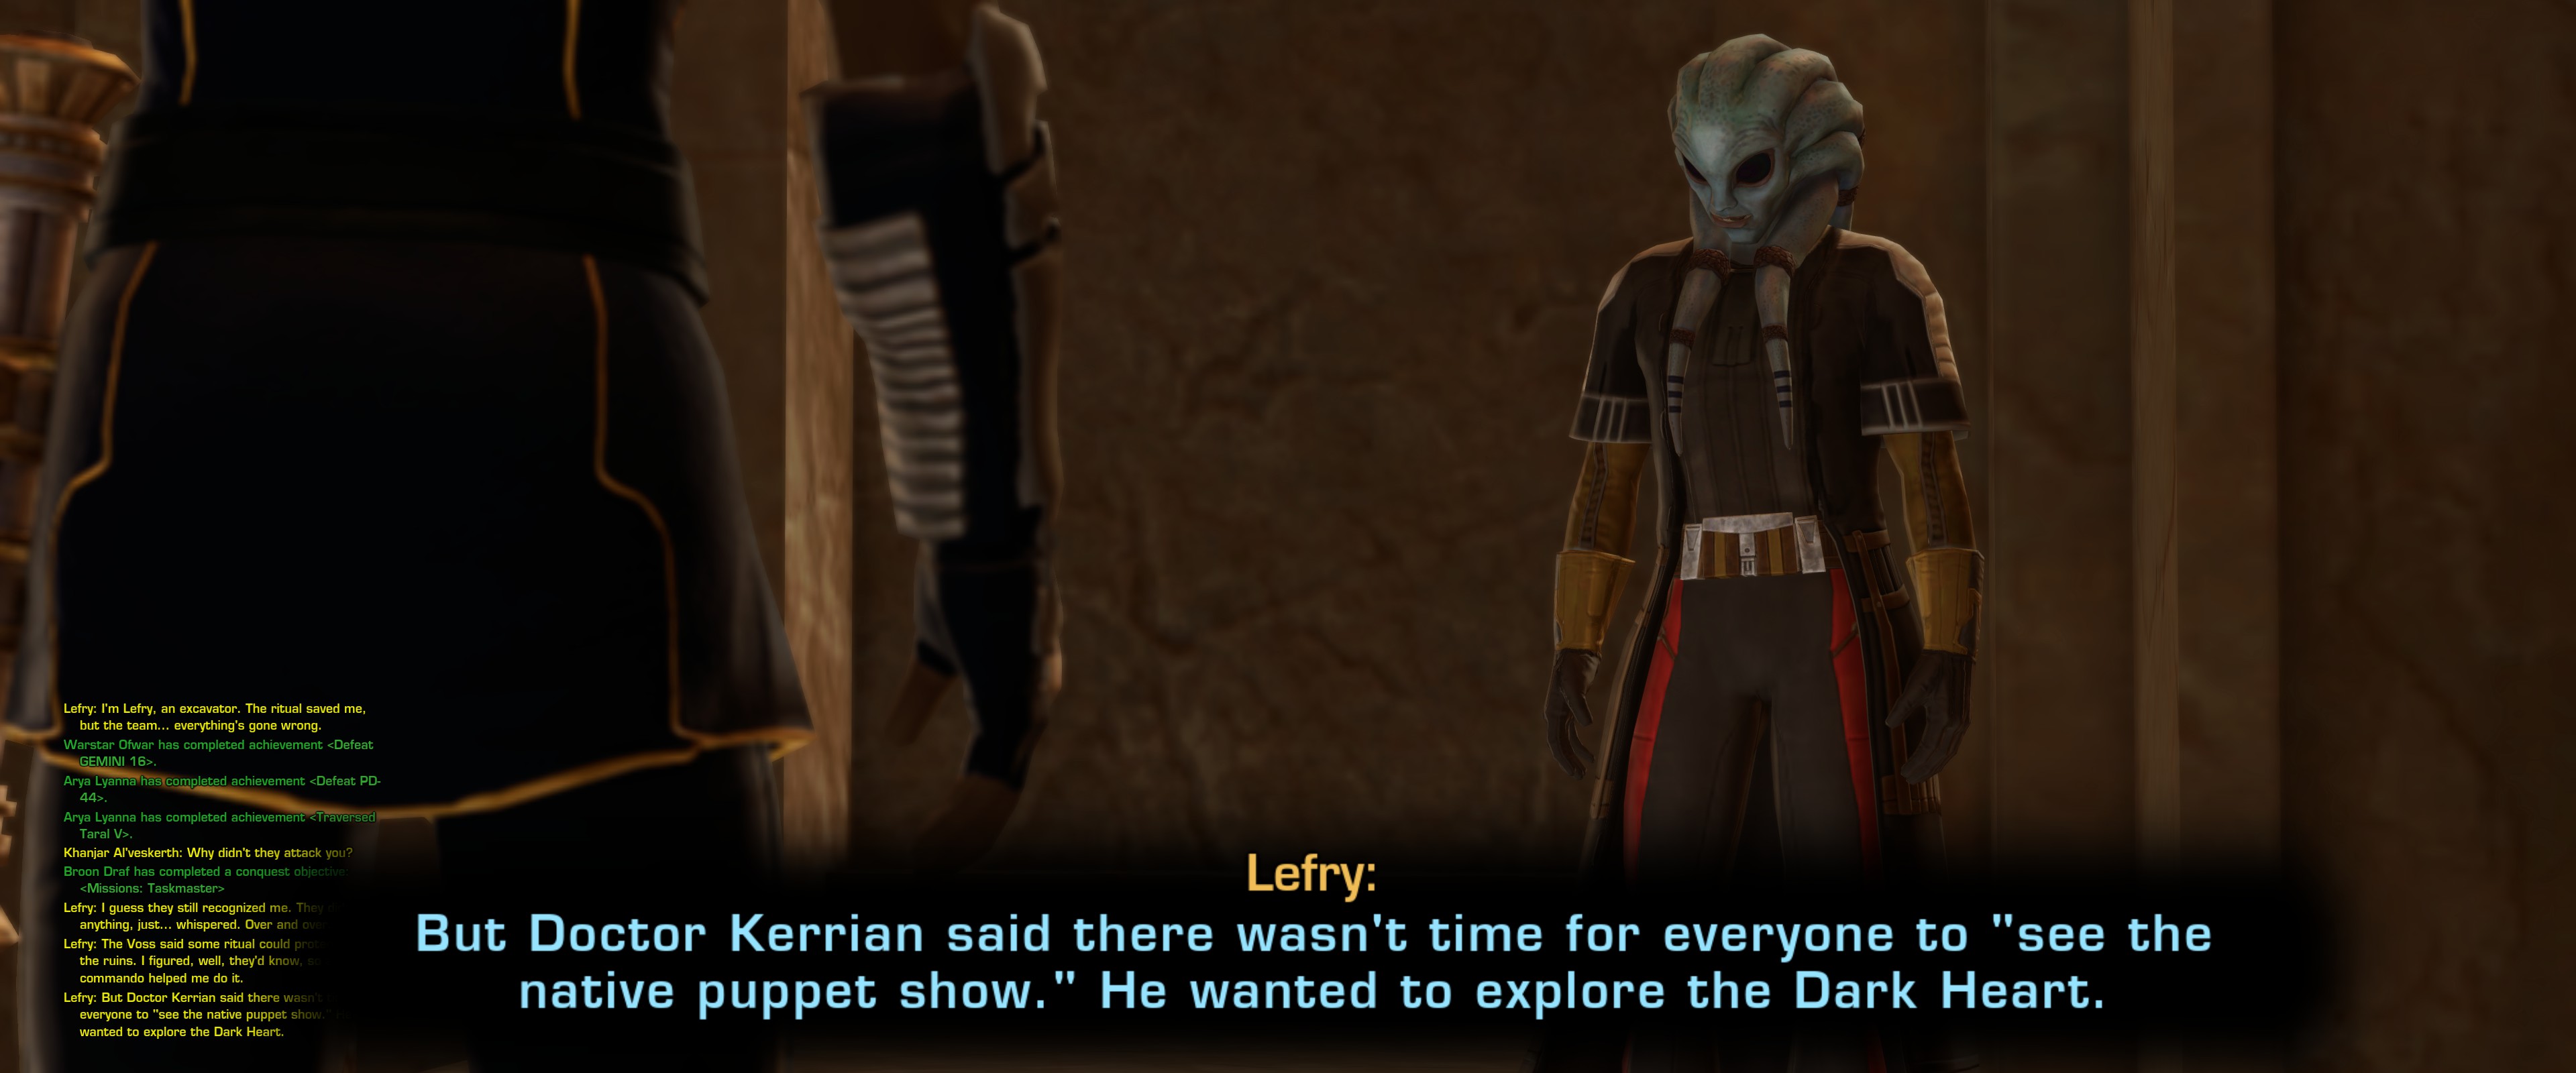 Lefry: I'm Lefry, an excavator. The ritual saved me,
but the team... everything's gone wrong.
Warstar Ofwar has completed achievement <Defeat
GEMINI 16>.
Arya Lyanna has completed achievement <Defeat PD-
44>.
Arya Lyanna has completed achievement <Traversed
Taral V>.
Khanjar Al'veskerth: Why didn't they attack you?
Broon Draf has completed a conquest objective:
<Missions: Taskmaster>
Lefry: I guess they still recognized me. They
anything, just... whispered. Over and over
Lefry: The Voss said some ritual could
the ruins. I figured, well, they'd know,
commando helped me do it.
Lefry: But Doctor Kerrian said there wasn't
everyone to "see the native puppet show."
wanted to explore the Dark Heart.
Lefry:
But Doctor Kerrian said there wasn't time for everyone to "see the
native puppet show." He wanted to explore the Dark Heart.